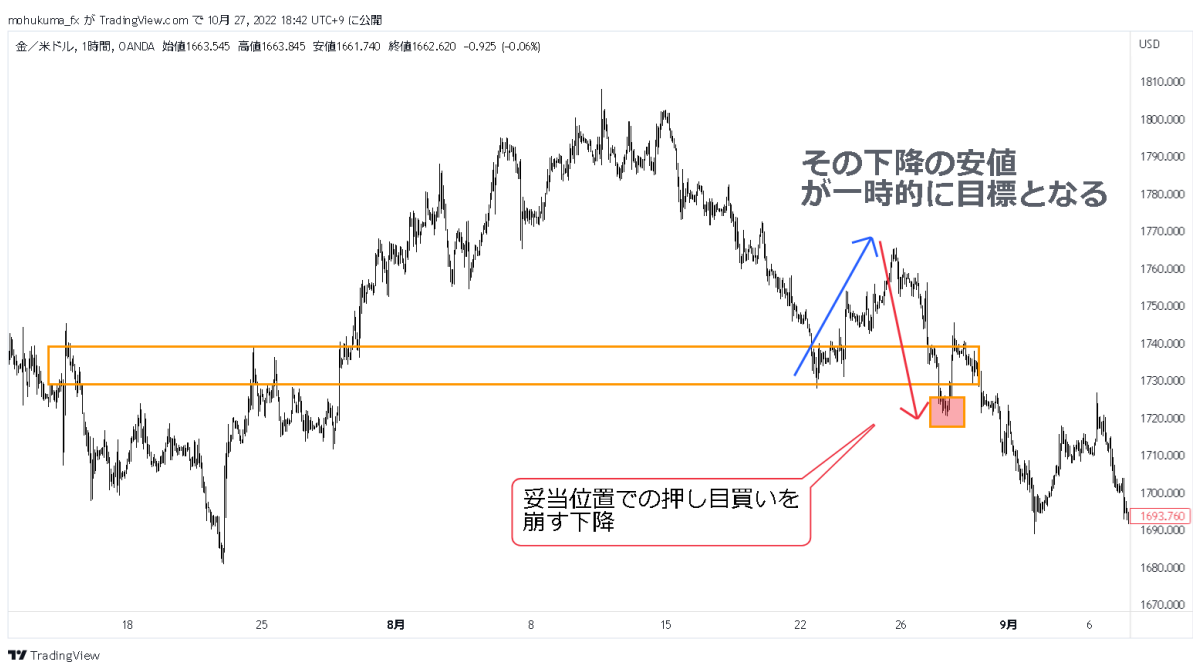 mohukuma_fx が TradingView.com で 10月 27, 2022 18:42 UTC+9 に公開
金／米ドル, 1時間, OANDA 始値1663.545 高値1663.845 安値1661.740 終値1662.620 −0.925 (−0.06%)
USD
1810.000
1800.000
1790.000
1780.000
1770.000
1760.000
1750.000
1740.000
1730.000
1720.000
1710.000
1700.000
1693.760
1690.000
1680.000
1670.000
その下降の安値
が一時的に目標となる
妥当位置での押し目買いを
崩す下降
18 25 8月 8 15 22 26 9月 6
TradingView